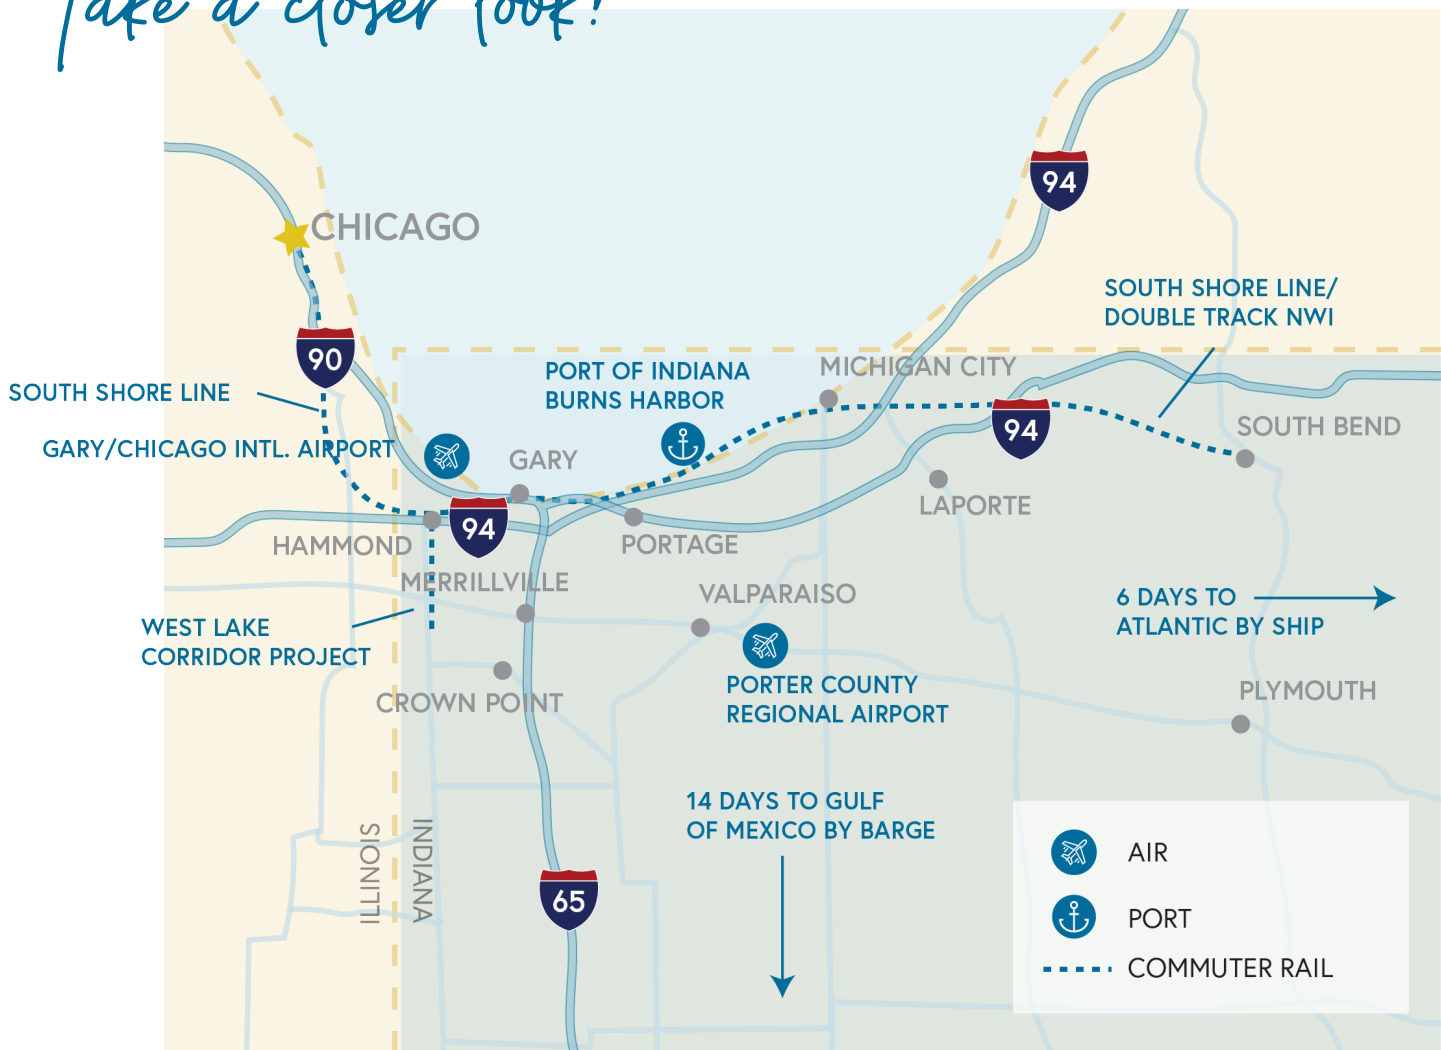 Take a closer look!
94
CHICAGO
SOUTH SHORE LINE/
DOUBLE TRACK NWI
90
MICHIGAN CITY
PORT OF INDIANA
BURNS HARBOR
SOUTH SHORE LINE
94
SOUTH BEND
GARY/CHICAGO INTL. AIRPORT
GARY
LAPORTE
94
HAMMOND
PORTAGE
MERRILLVILLE
VALPARAISO
6 DAYS TO
ATLANTIC BY SHIP
WEST LAKE
CORRIDOR PROJECT
PORTER COUNTY
REGIONAL AIRPORT
CROWN POINT
PLYMOUTH
14 DAYS TO GULF
OF MEXICO BY BARGE
ILLINOIS
INDIANA
65
AIR
PORT
COMMUTER RAIL